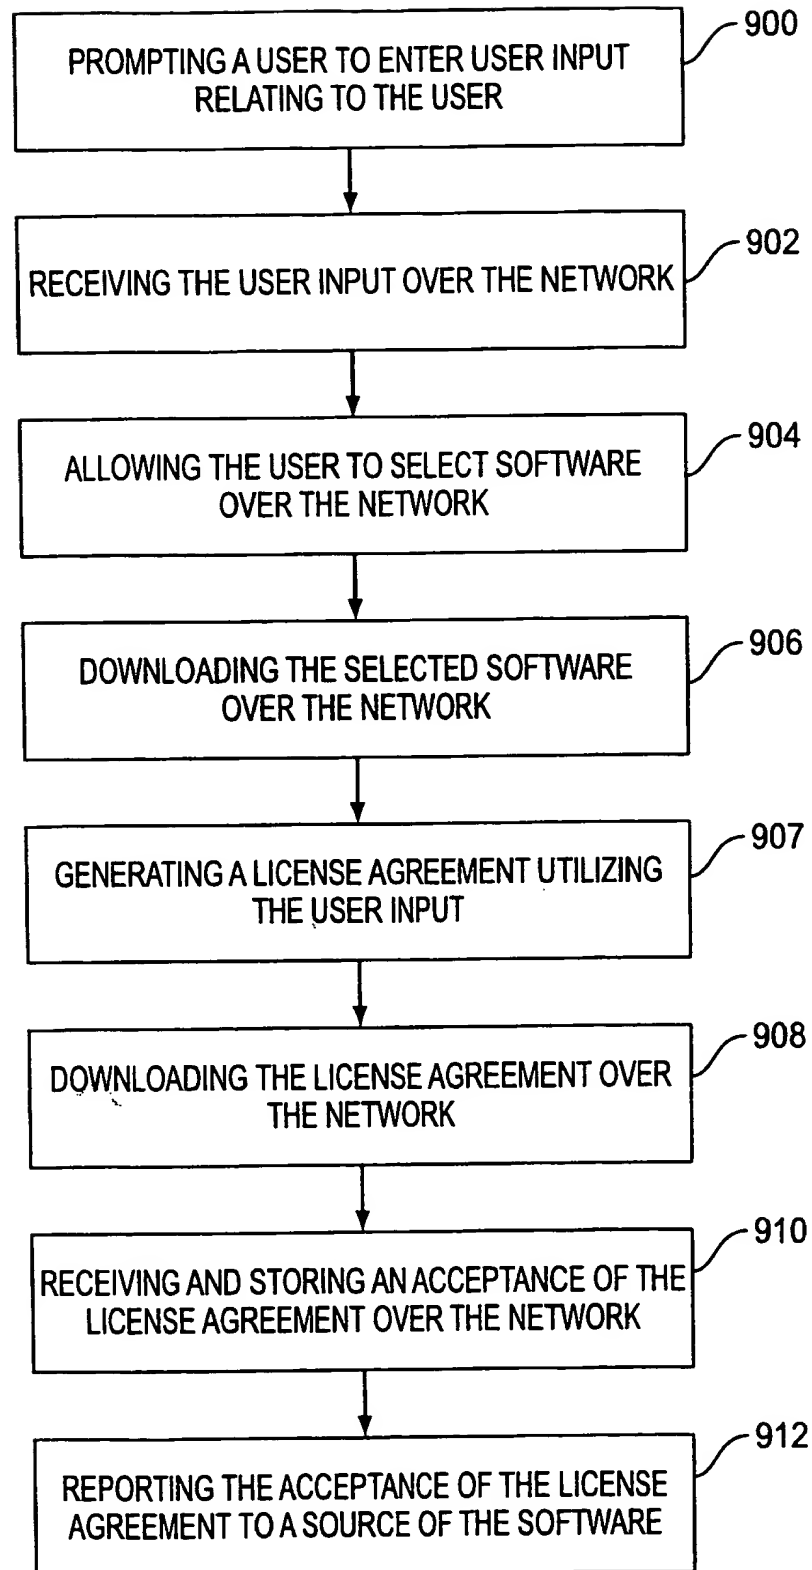 900
PROMPTING A USER TO ENTER USER INPUT
RELATING TO THE USER
902
RECEIVING THE USER INPUT OVER THE NETWORK
904
ALLOWING THE USER TO SELECT SOFTWARE
OVER THE NETWORK
906
DOWNLOADING THE SELECTED SOFTWARE
OVER THE NETWORK
907
GENERATING A LICENSE AGREEMENT UTILIZING
THE USER INPUT
908
DOWNLOADING THE LICENSE AGREEMENT OVER
THE NETWORK
910
RECEIVING AND STORING AN ACCEPTANCE OF THE
LICENSE AGREEMENT OVER THE NETWORK
912
REPORTING THE ACCEPTANCE OF THE LICENSE
AGREEMENT TO A SOURCE OF THE SOFTWARE